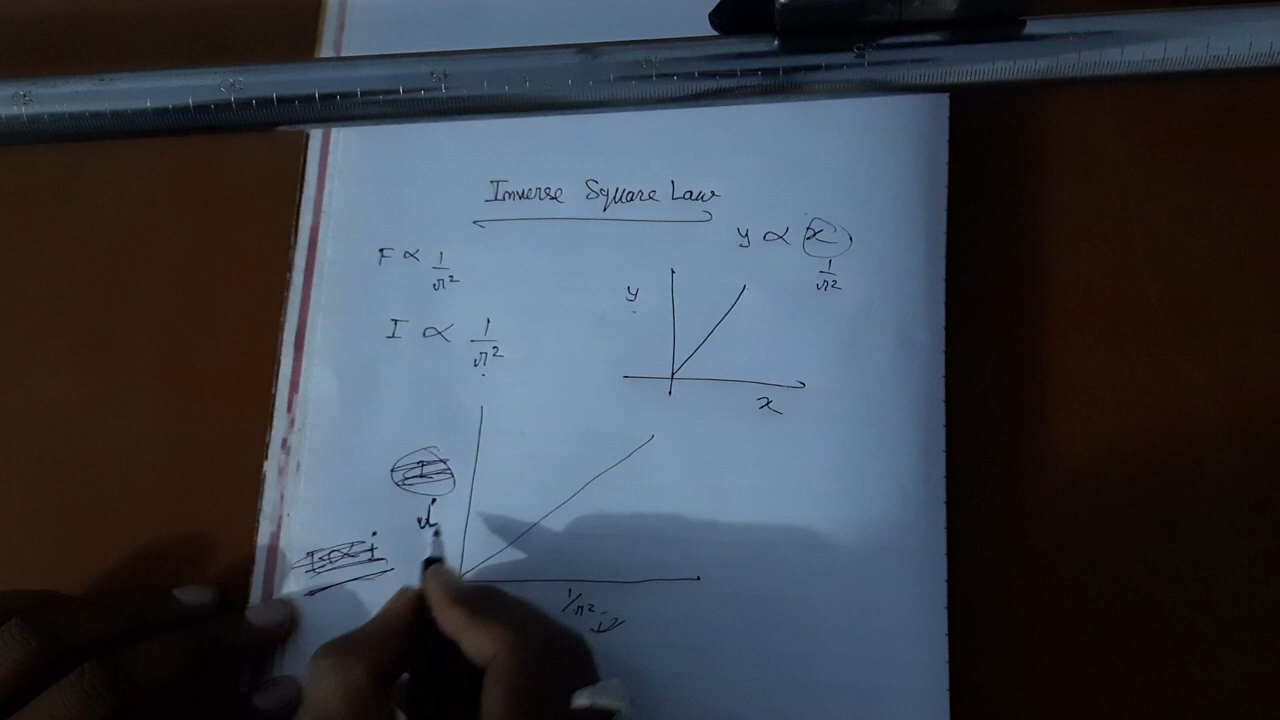 Inverse Square Law
y ∝ x
1/r²
F ∝ 1/r²
I ∝ 1/r²
y
x
I
I ∝ i
1/r²